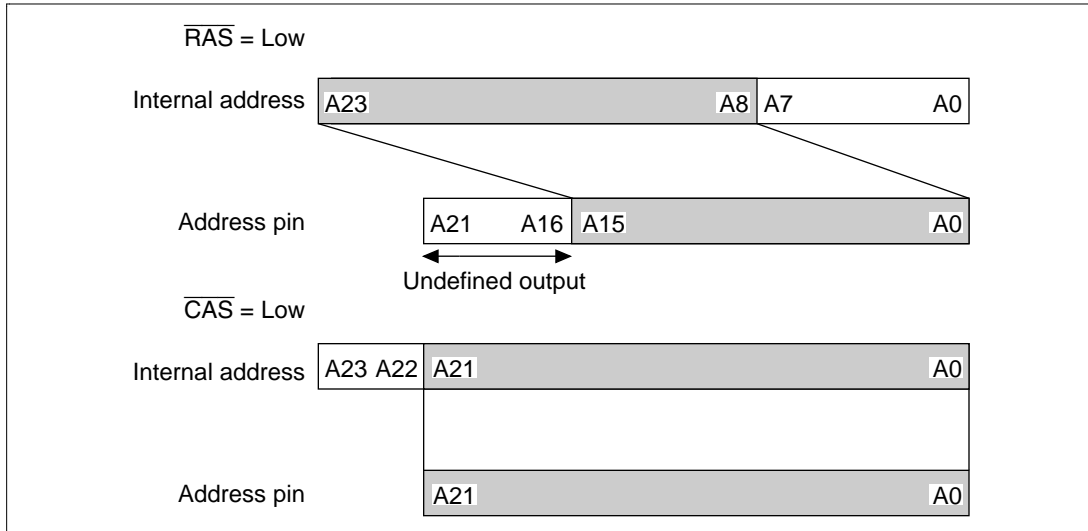 RAS = Low
Internal address A23 A8 A7 A0
Address pin A21 A16 A15 A0
Undefined output
CAS = Low
Internal address A23 A22 A21 A0
Address pin A21 A0